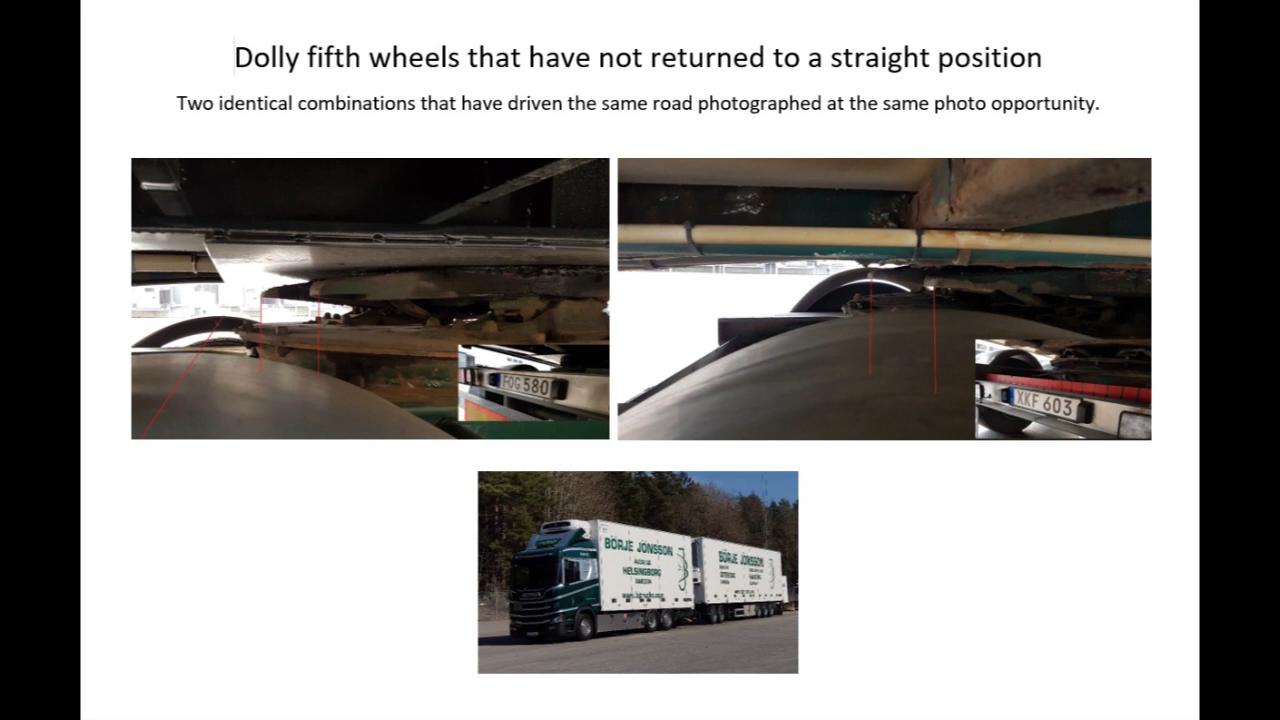 Dolly fifth wheels that have not returned to a straight position
Two identical combinations that have driven the same road photographed at the same photo opportunity.
FOG 580
XKF 603
BÖRJE JÖNSSON
HELSINGBORG
BÖRJE JÖNSSON